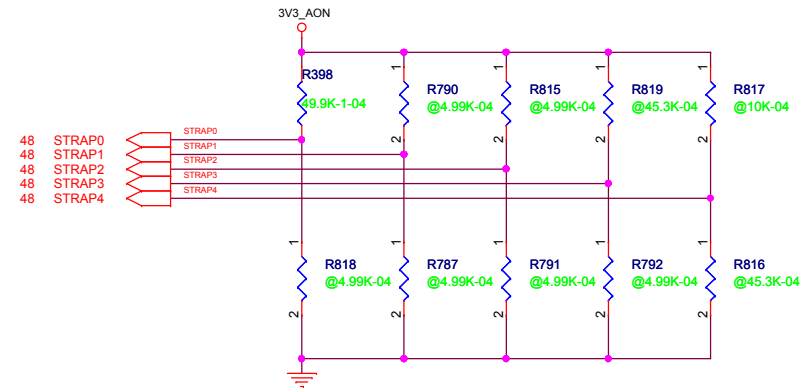 3V3_AON
1 1 1 1
R398 R790 R815 R819 R817
49.9K-1-04 @4.99K-04 @4.99K-04 @45.3K-04 @10K-04
2 2 2 2
48 STRAP0 STRAP0
48 STRAP1 STRAP1
48 STRAP2 STRAP2
48 STRAP3 STRAP3
48 STRAP4 STRAP4
1 1 1 1 1
R818 R787 R791 R792 R816
@4.99K-04 @4.99K-04 @4.99K-04 @4.99K-04 @45.3K-04
2 2 2 2 2